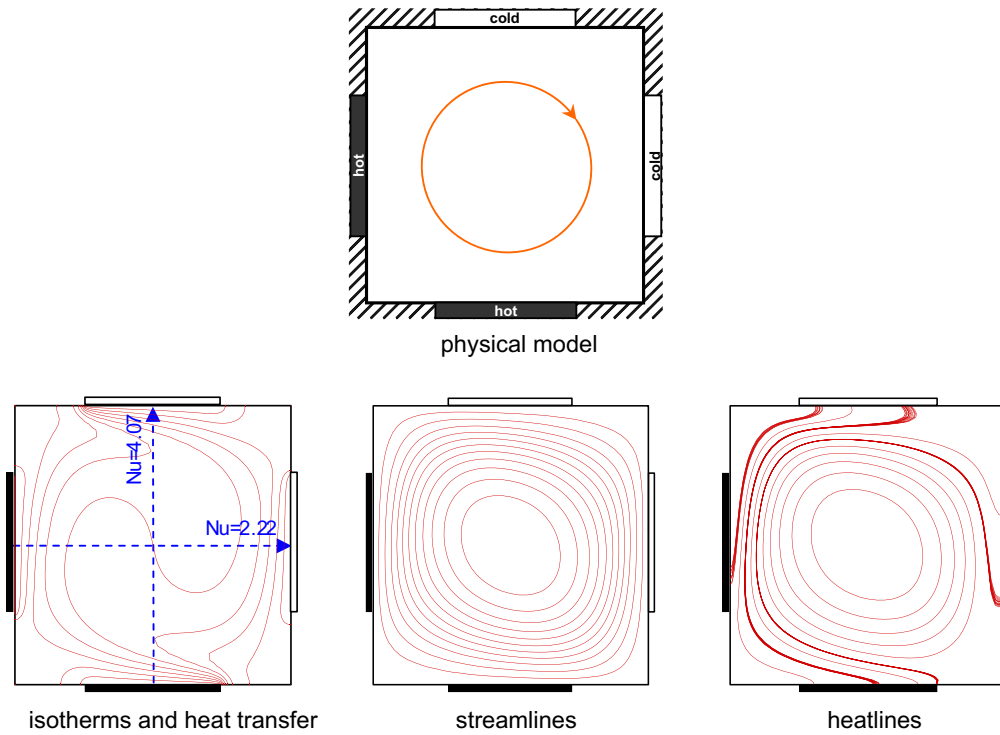 cold
hot
cold
hot
physical model
Nu=4.07
Nu=2.22
isotherms and heat transfer
streamlines
heatlines